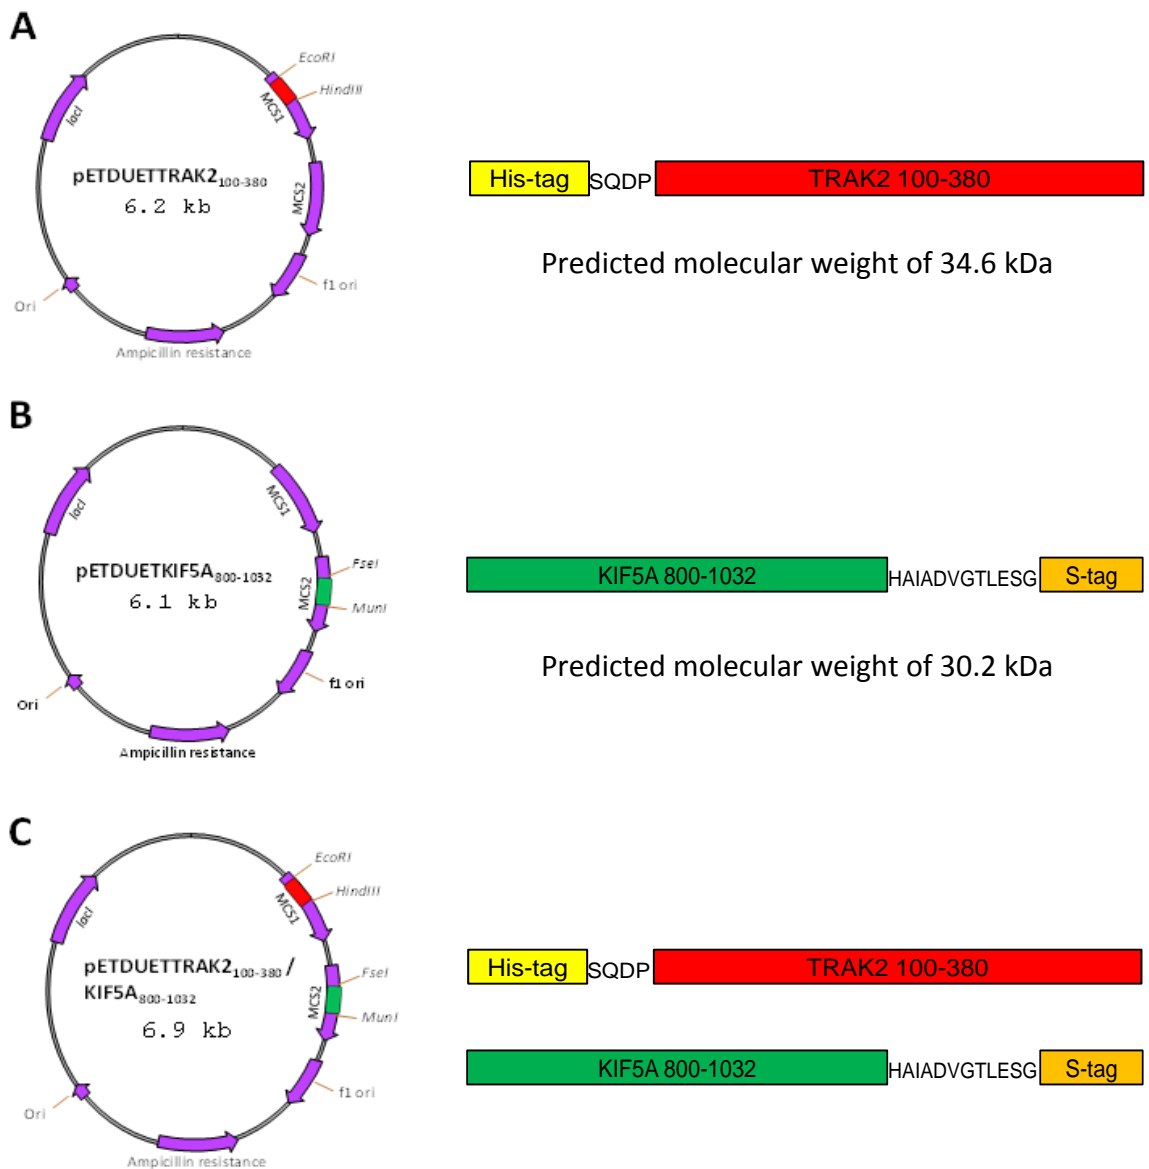 A
EcoRI
HindIII
MCS1
lacI
pETDUETTRAK2100-380
6.2 kb
MCS2
Ori
f1 ori
Ampicillin resistance
His-tag SQDP TRAK2 100-380
Predicted molecular weight of 34.6 kDa
B
MCS1
lacI
FseI
pETDUETKIF5A800-1032
6.1 kb
MCS2
MunI
Ori
f1 ori
Ampicillin resistance
KIF5A 800-1032 HAIADVGTLESG S-tag
Predicted molecular weight of 30.2 kDa
C
EcoRI
HindIII
MCS1
lacI
pETDUETTRAK2100-380 /
KIF5A800-1032
6.9 kb
FseI
MCS2
MunI
Ori
f1 ori
Ampicillin resistance
His-tag SQDP TRAK2 100-380
KIF5A 800-1032 HAIADVGTLESG S-tag